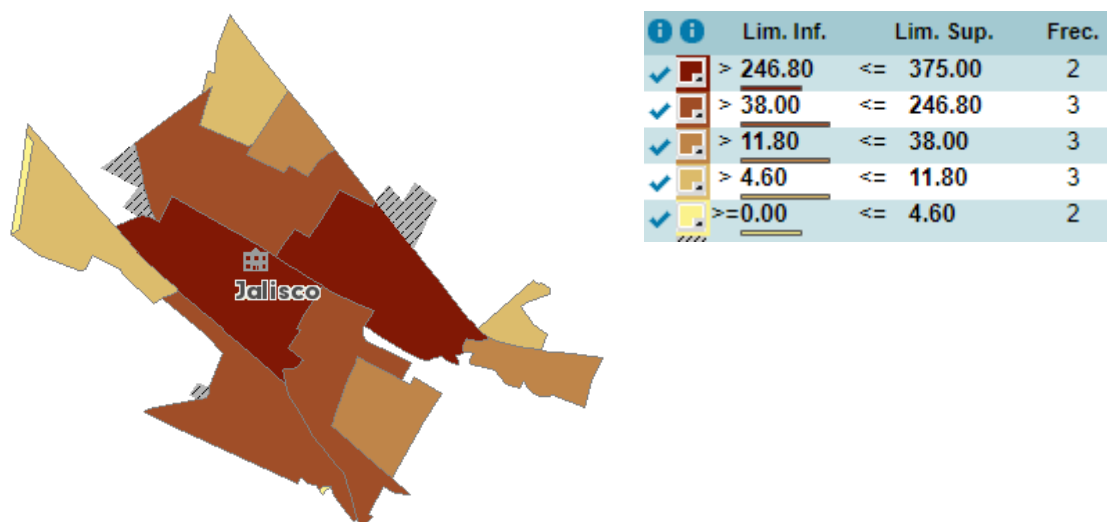 Jalisco
Lim. Inf. Lim. Sup. Frec.
> 246.80 <= 375.00 2
> 38.00 <= 246.80 3
> 11.80 <= 38.00 3
> 4.60 <= 11.80 3
>= 0.00 <= 4.60 2